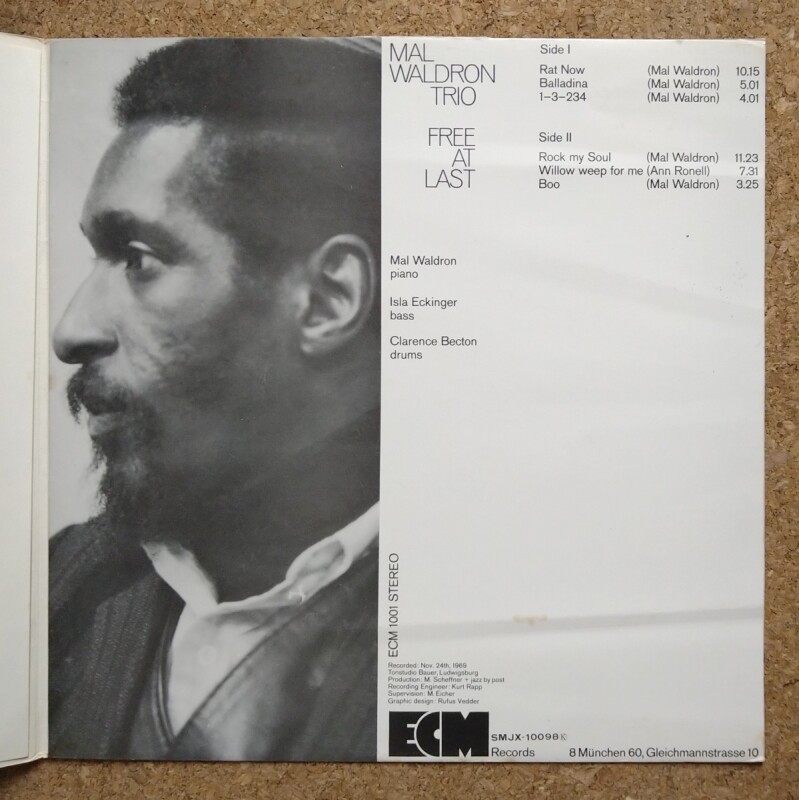 MAL
WALDRON
TRIO
FREE
AT
LAST
Side I
Rat Now (Mal Waldron) 10.15
Balladina (Mal Waldron) 5.01
1-3-234 (Mal Waldron) 4.01
Side II
Rock my Soul (Mal Waldron) 11.23
Willow weep for me (Ann Ronell) 7.31
Boo (Mal Waldron) 3.25
Mal Waldron
piano
Isla Eckinger
bass
Clarence Becton
drums
ECM 1001 STEREO
Recorded: Nov. 24th, 1969
Tonstudio Bauer, Ludwigsburg
Production: M. Scheffner + jazz by post
Recording Engineer: Kurt Rapp
Supervision: M. Eicher
Graphic design: Rufus Vedder
ECM
SMJX-10098Ⓚ
Records 8 München 60, Gleichmannstrasse 10